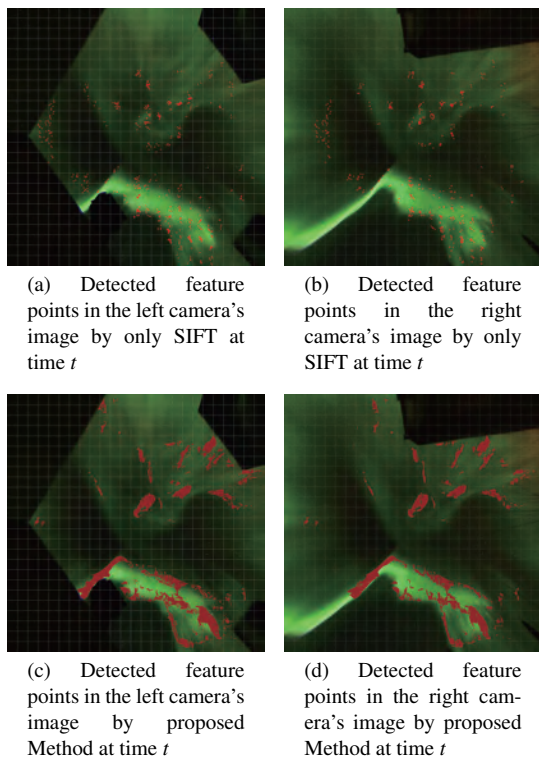 (a) Detected feature
points in the left camera's
image by only SIFT at
time t
(b) Detected feature
points in the right
camera's image by only
SIFT at time t
(c) Detected feature
points in the left camera's
image by proposed
Method at time t
(d) Detected feature
points in the right cam-
era's image by proposed
Method at time t